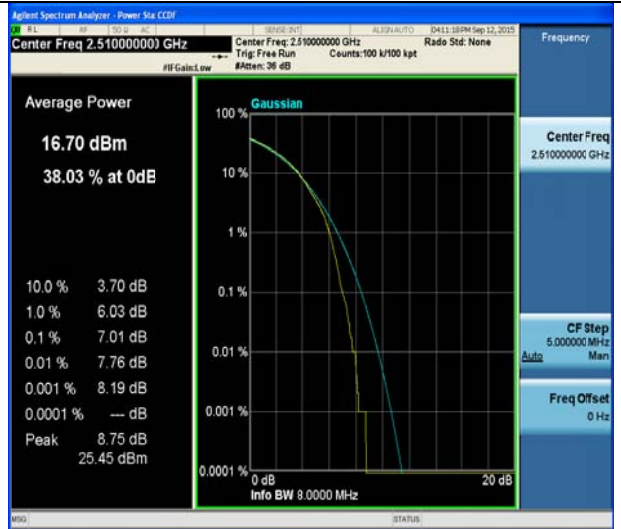 Agilent Spectrum Analyzer - Power Stat CCDF
RL RF 50 Ω AC SENSE:INT ALIGN AUTO 04:11:18 PM Sep 12, 2015
Center Freq 2.510000000 GHz
Center Freq: 2.510000000 GHz
Radio Std: None
Trig: Free Run Counts:100 k/100 kpt
#IFGain:Low #Atten: 36 dB
Frequency
Average Power
16.70 dBm
38.03 % at 0dB
10.0 % 3.70 dB
1.0 % 6.03 dB
0.1 % 7.01 dB
0.01 % 7.76 dB
0.001 % 8.19 dB
0.0001 % --- dB
Peak 8.75 dB
25.45 dBm
Gaussian
100 %
10 %
1 %
0.1 %
0.01 %
0.001 %
0.0001 %
0 dB 20 dB
Info BW 8.0000 MHz
Center Freq
2.510000000 GHz
CF Step
5.000000 MHz
Auto Man
Freq Offset
0 Hz
MSG STATUS